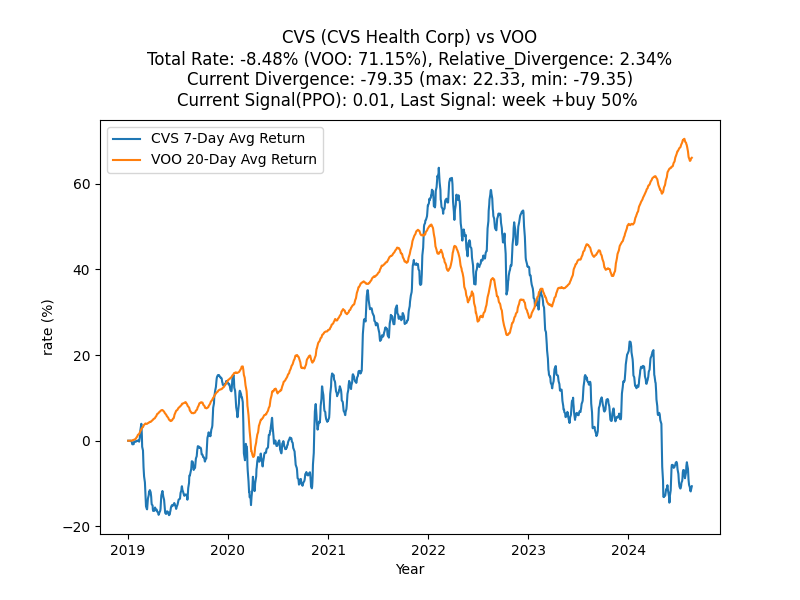 CVS (CVS Health Corp) vs VOO
Total Rate: -8.48% (VOO: 71.15%), Relative_Divergence: 2.34%
Current Divergence: -79.35 (max: 22.33, min: -79.35)
Current Signal(PPO): 0.01, Last Signal: week +buy 50%
CVS 7-Day Avg Return
VOO 20-Day Avg Return
rate (%)
60
40
20
0
−20
2019 2020 2021 2022 2023 2024
Year